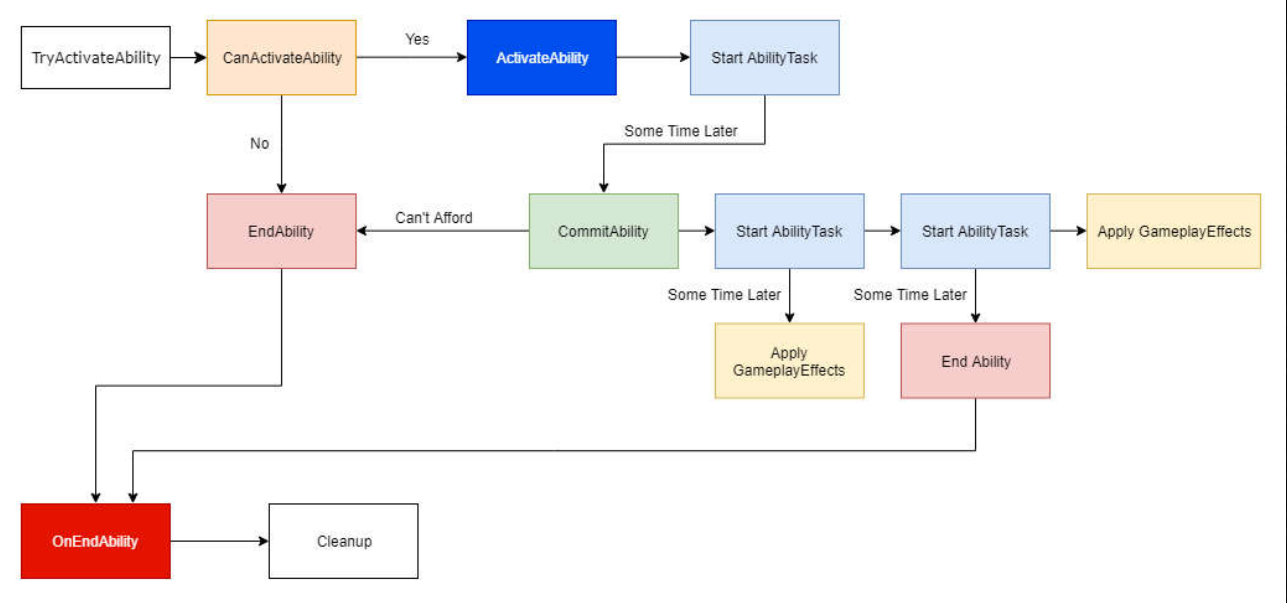 TryActivateAbility
CanActivateAbility
Yes
ActivateAbility
Start AbilityTask
No
Some Time Later
EndAbility
Can't Afford
CommitAbility
Start AbilityTask
Start AbilityTask
Apply GameplayEffects
Some Time Later
Some Time Later
Apply
GameplayEffects
End Ability
OnEndAbility
Cleanup